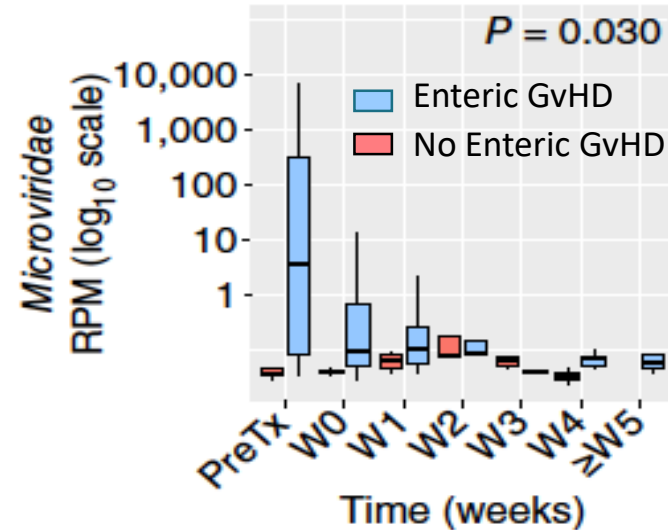 P = 0.030
Enteric GvHD
No Enteric GvHD
Microviridae
RPM (log₁₀ scale)
10,000
1,000
100
10
1
PreTx
W0
W1
W2
W3
W4
≥W5
Time (weeks)